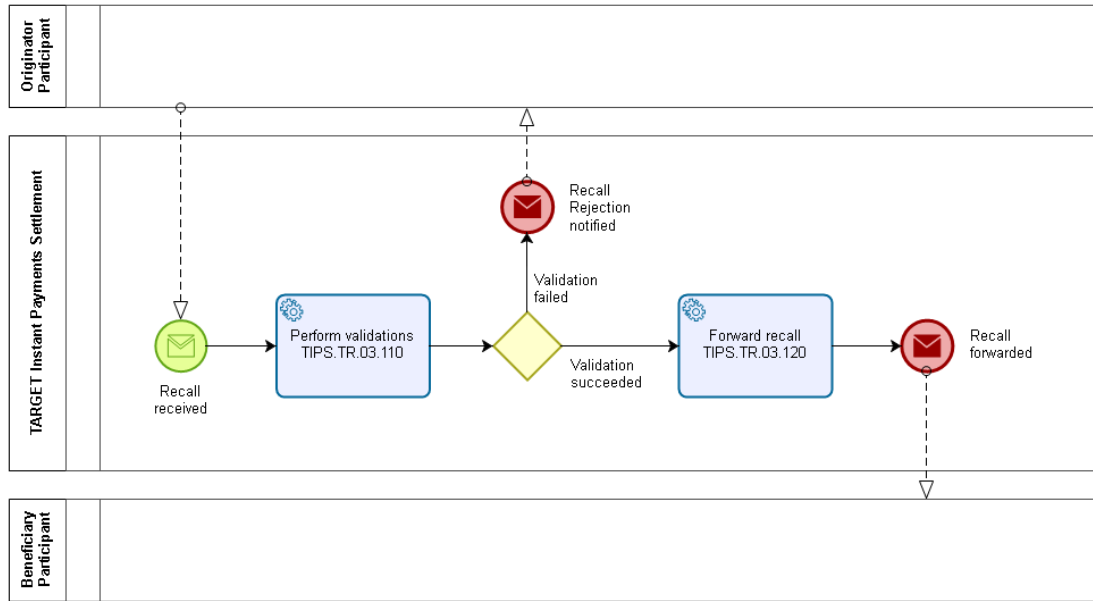 Originator
Participant
TARGET Instant Payments Settlement
Recall
Rejection
notified
Validation
failed
Perform validations
TIPS.TR.03.110
Forward recall
TIPS.TR.03.120
Recall
forwarded
Validation
succeeded
Recall
received
Beneficiary
Participant